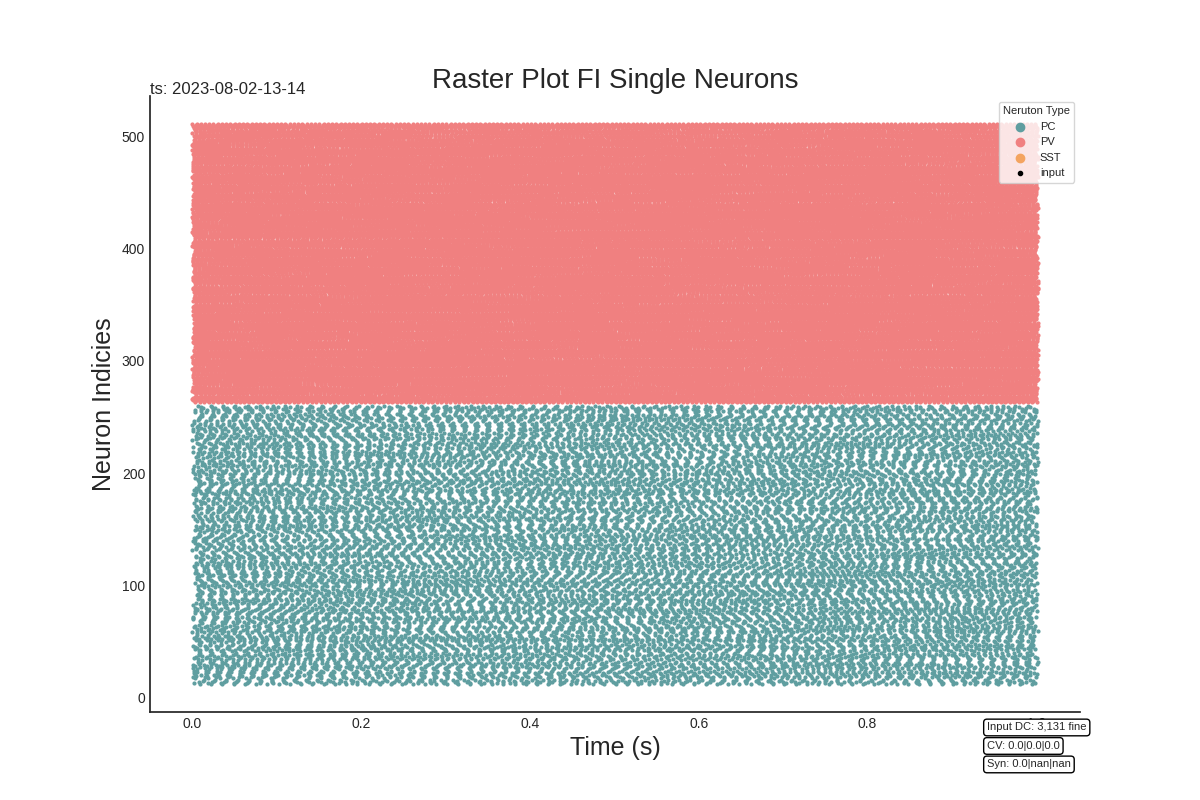 Raster Plot FI Single Neurons
ts: 2023-08-02-13-14
Neruton Type
PC
PV
SST
input
Neuron Indicies
500
400
300
200
100
0
0.0
0.2
0.4
0.6
0.8
Time (s)
Input DC: 3,131 fine
CV: 0.0|0.0|0.0
Syn: 0.0|nan|nan